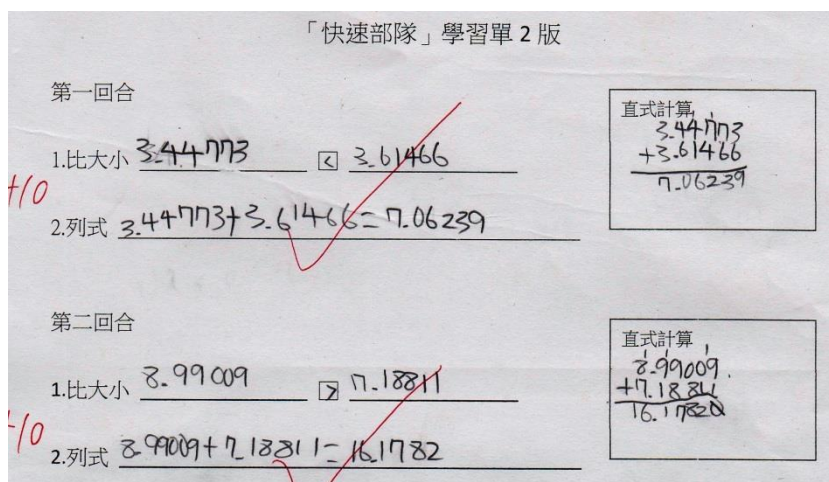 「快速部隊」學習單 2 版
第一回合
1.比大小 3.44773 < 3.61466
+10
2.列式 3.44773+3.61466=7.06239
直式計算
3.44773
+3.61466
7.06239
第二回合
1.比大小 8.99009 > 7.18811
+10
2.列式 8.99009+7.18811=16.1782
直式計算
8.99009
+7.18811
16.17820